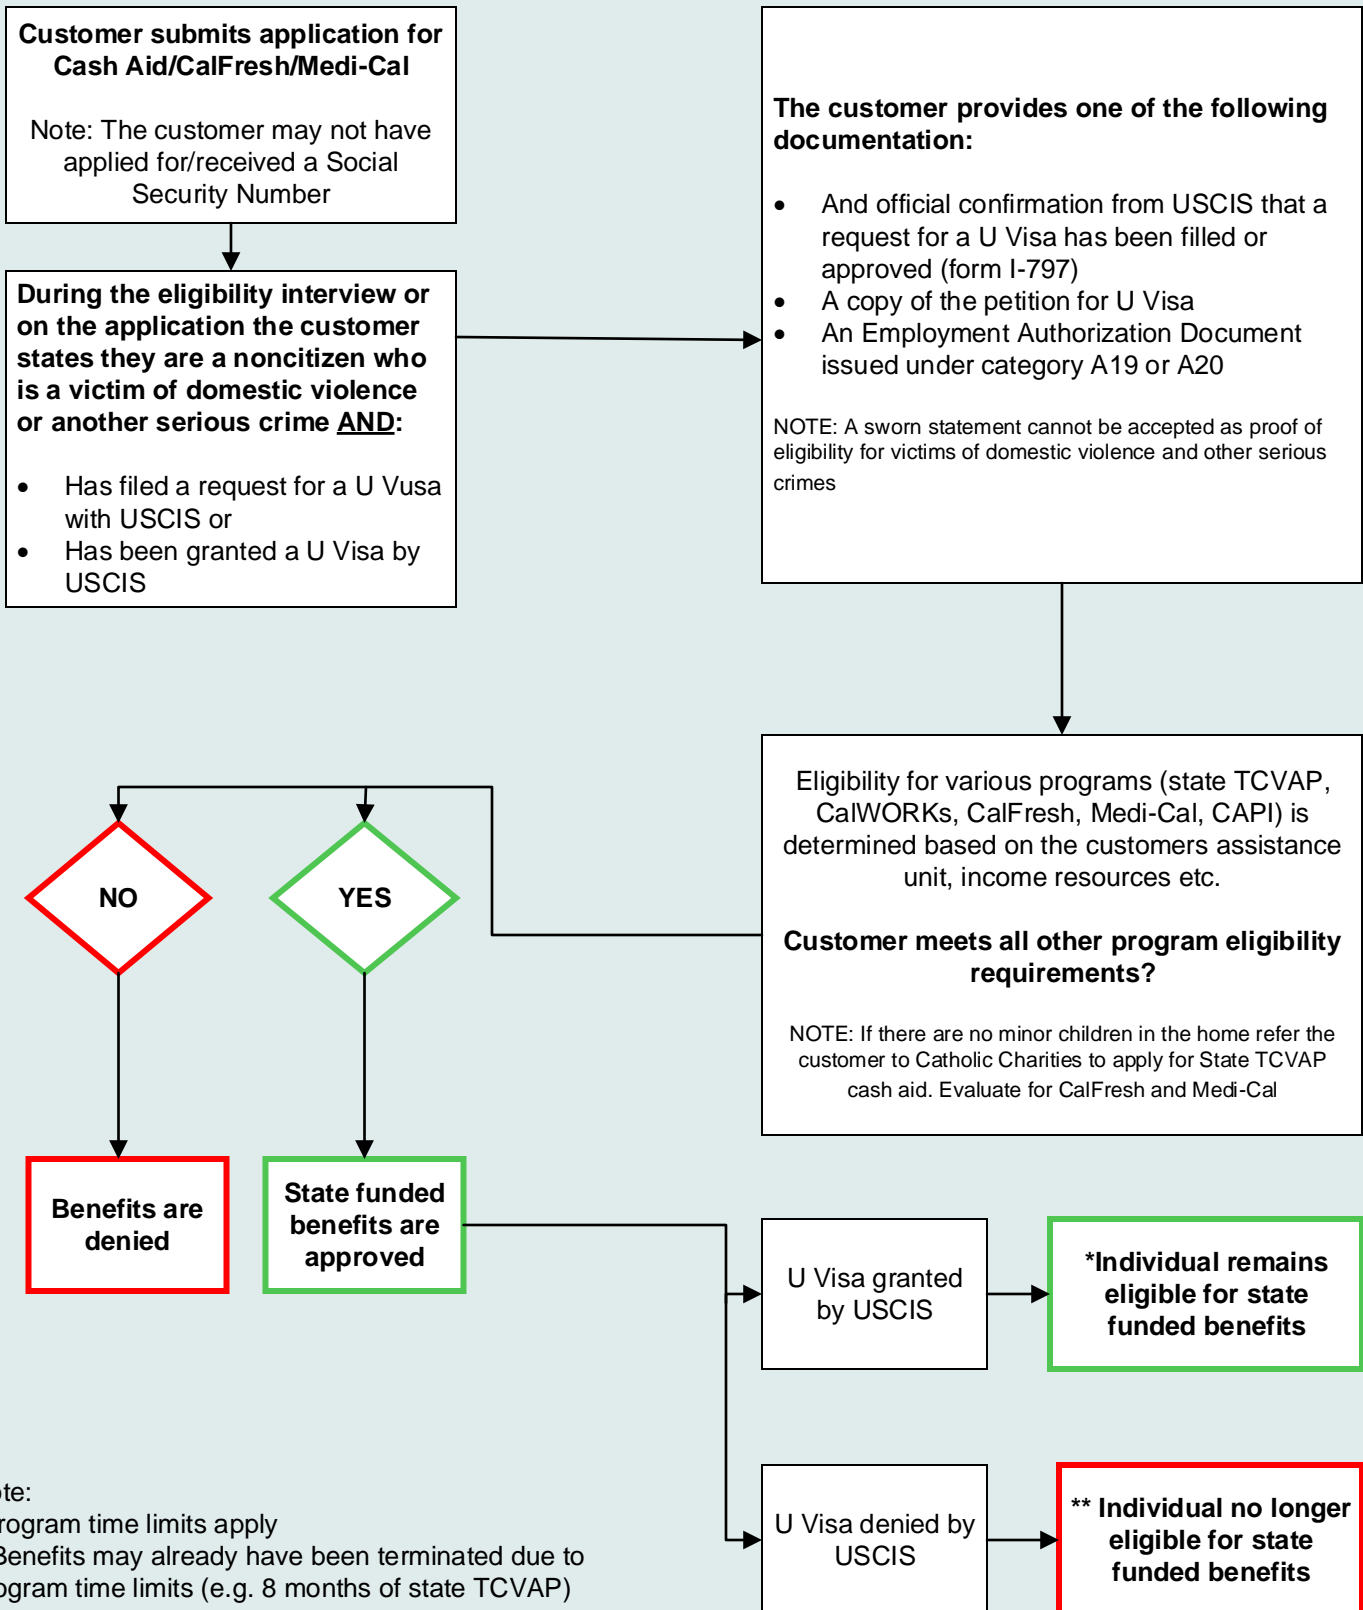 Customer submits application for
Cash Aid/CalFresh/Medi-Cal
Note: The customer may not have
applied for/received a Social
Security Number
During the eligibility interview or
on the application the customer
states they are a noncitizen who
is a victim of domestic violence
or another serious crime AND:
• Has filed a request for a U Vusa
with USCIS or
• Has been granted a U Visa by
USCIS
The customer provides one of the following
documentation:
• And official confirmation from USCIS that a
request for a U Visa has been filled or
approved (form I-797)
• A copy of the petition for U Visa
• An Employment Authorization Document
issued under category A19 or A20
NOTE: A sworn statement cannot be accepted as proof of
eligibility for victims of domestic violence and other serious
crimes
Eligibility for various programs (state TCVAP,
CalWORKs, CalFresh, Medi-Cal, CAPI) is
determined based on the customers assistance
unit, income resources etc.
Customer meets all other program eligibility
requirements?
NOTE: If there are no minor children in the home refer the
customer to Catholic Charities to apply for State TCVAP
cash aid. Evaluate for CalFresh and Medi-Cal
NO
YES
Benefits are
denied
State funded
benefits are
approved
U Visa granted
by USCIS
*Individual remains
eligible for state
funded benefits
U Visa denied by
USCIS
** Individual no longer
eligible for state
funded benefits
ote:
rogram time limits apply
Benefits may already have been terminated due to
ogram time limits (e.g. 8 months of state TCVAP)